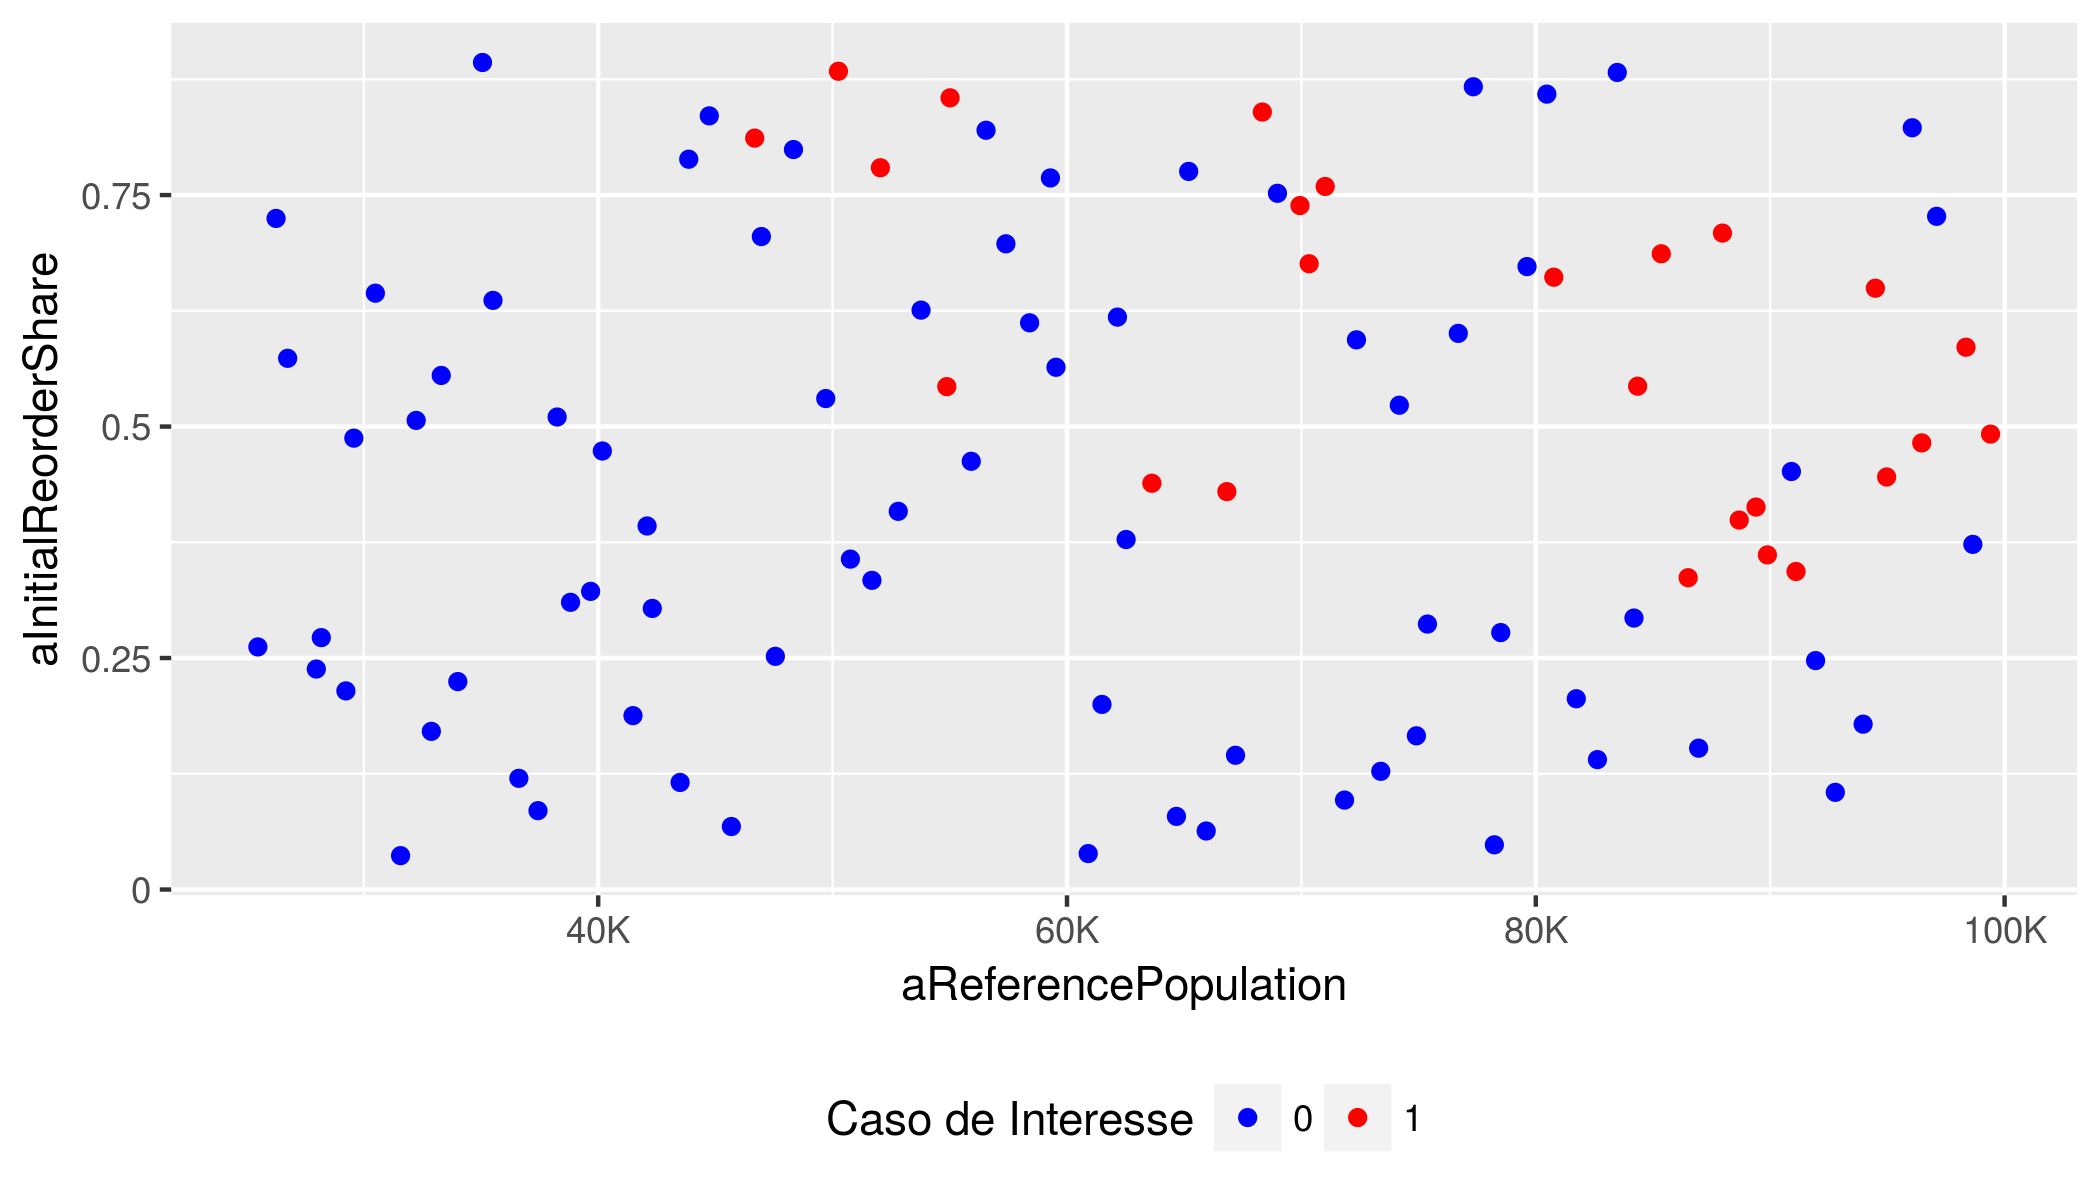 aInitialReorderShare
0.75
0.5
0.25
0
40K 60K 80K 100K
aReferencePopulation
Caso de Interesse 0 1